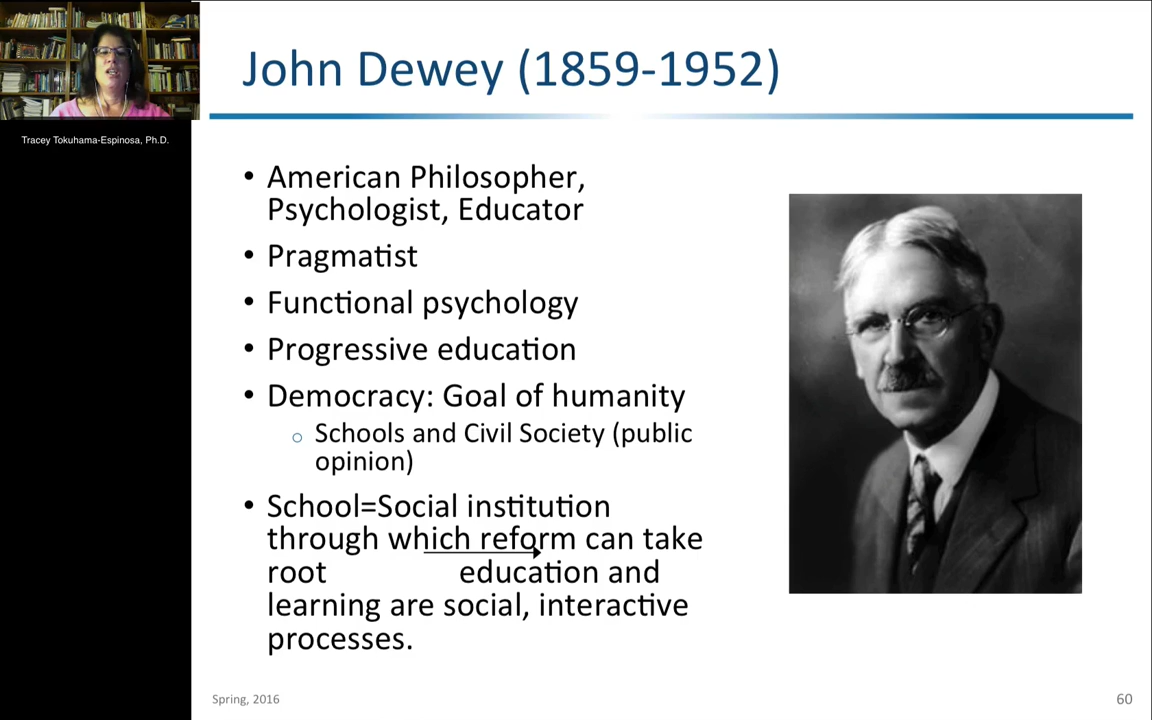 John Dewey (1859-1952)
Tracey Tokuhama-Espinosa, Ph.D.
• American Philosopher,
Psychologist, Educator
• Pragmatist
• Functional psychology
• Progressive education
• Democracy: Goal of humanity
○ Schools and Civil Society (public
opinion)
• School=Social institution
through which reform can take
root education and
learning are social, interactive
processes.
Spring, 2016
60